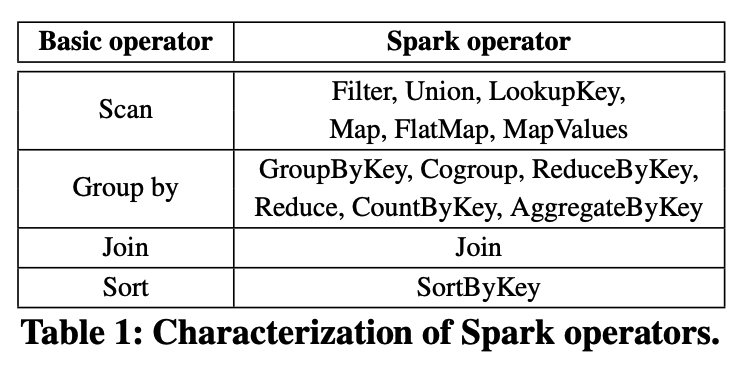 Basic operator Spark operator
Scan
Filter, Union, LookupKey,
Map, FlatMap, MapValues
Group by
GroupByKey, Cogroup, ReduceByKey,
Reduce, CountByKey, AggregateByKey
Join Join
Sort SortByKey
Table 1: Characterization of Spark operators.